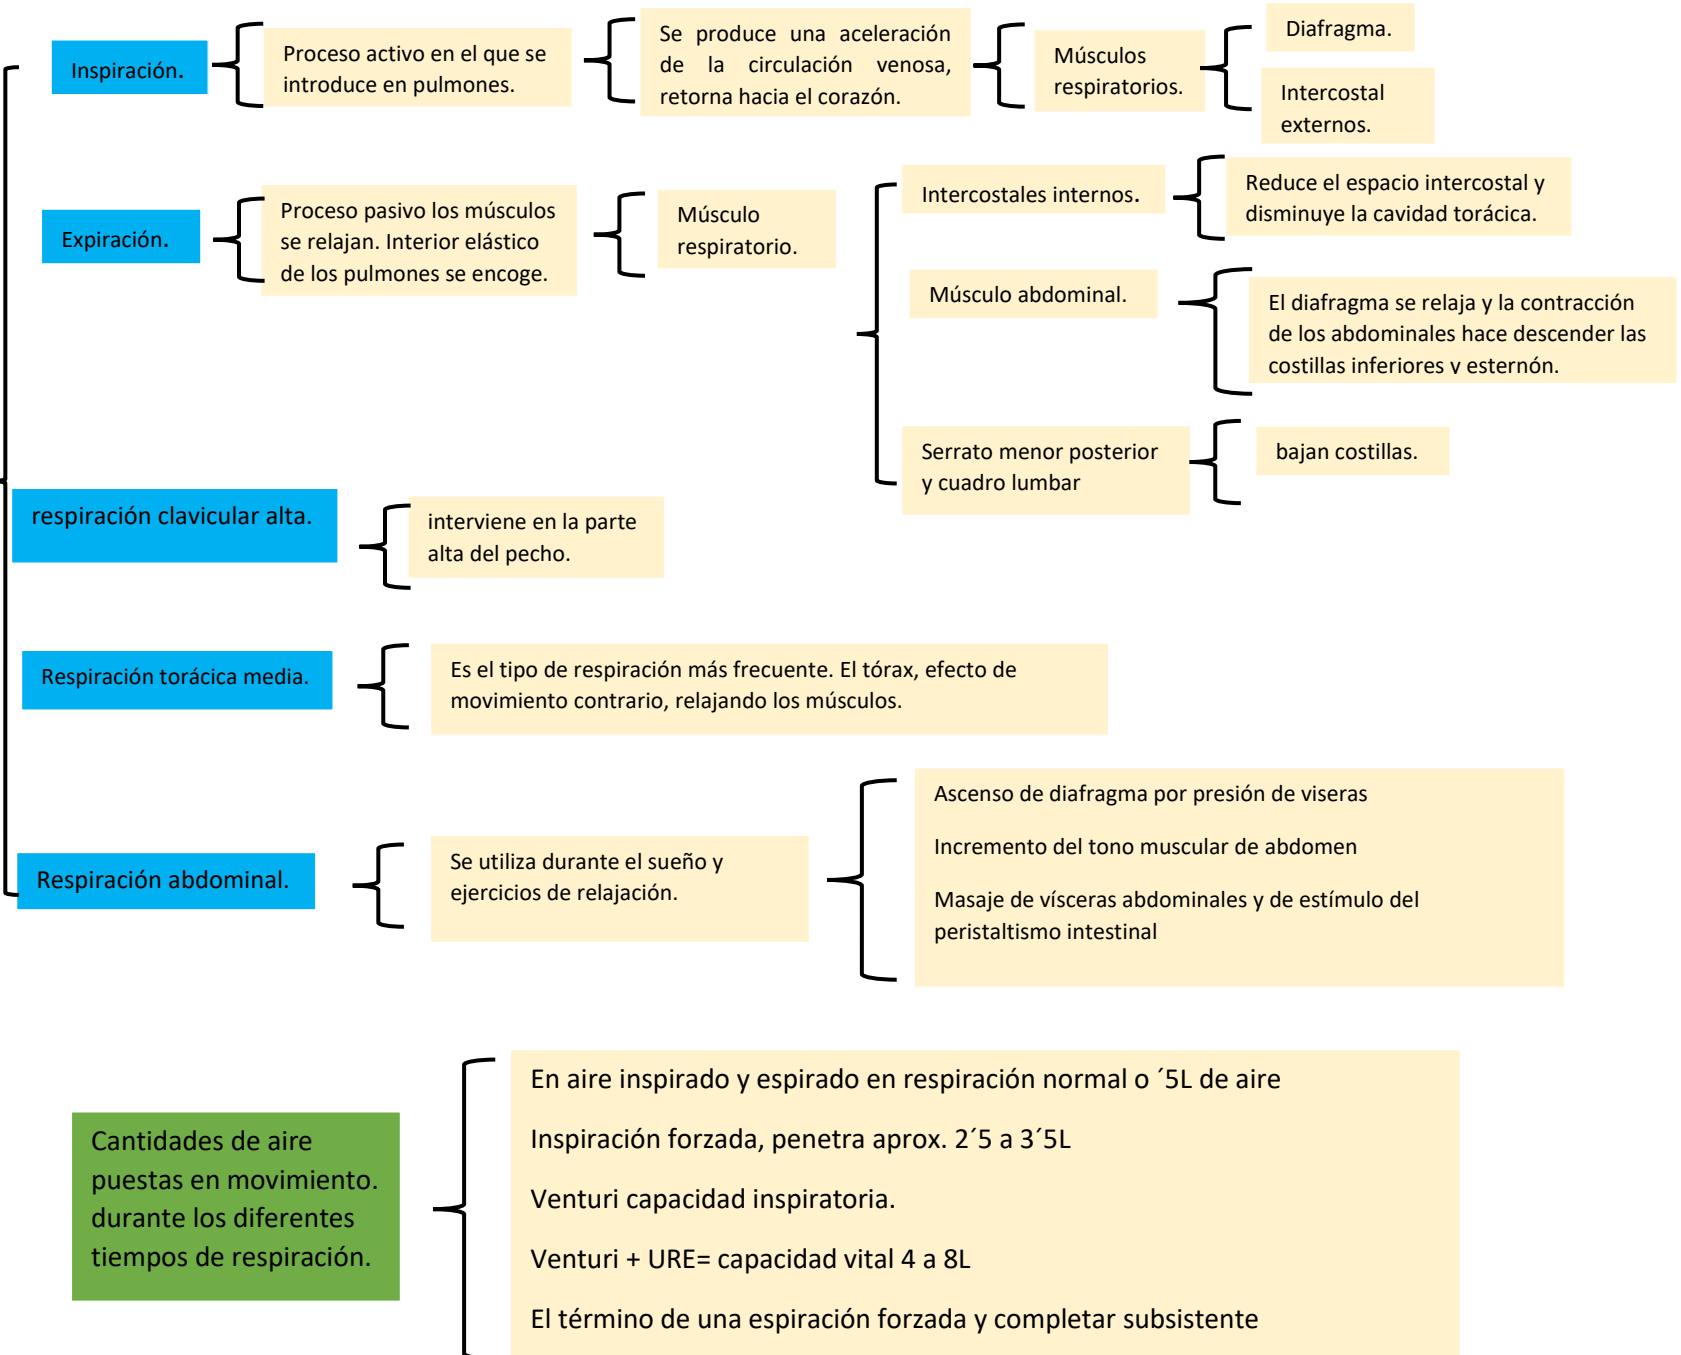 Inspiración.
Proceso activo en el que se
introduce en pulmones.
Se produce una aceleración
de la circulación venosa,
retorna hacia el corazón.
Músculos
respiratorios.
Diafragma.
Intercostal
externos.
Expiración.
Proceso pasivo los músculos
se relajan. Interior elástico
de los pulmones se encoge.
Músculo
respiratorio.
Intercostales internos.
Reduce el espacio intercostal y
disminuye la cavidad torácica.
Músculo abdominal.
El diafragma se relaja y la contracción
de los abdominales hace descender las
costillas inferiores y esternón.
Serrato menor posterior
y cuadro lumbar
bajan costillas.
respiración clavicular alta.
interviene en la parte
alta del pecho.
Respiración torácica media.
Es el tipo de respiración más frecuente. El tórax, efecto de
movimiento contrario, relajando los músculos.
Respiración abdominal.
Se utiliza durante el sueño y
ejercicios de relajación.
Ascenso de diafragma por presión de viseras
Incremento del tono muscular de abdomen
Masaje de vísceras abdominales y de estímulo del
peristaltismo intestinal
Cantidades de aire
puestas en movimiento.
durante los diferentes
tiempos de respiración.
En aire inspirado y espirado en respiración normal o ´5L de aire
Inspiración forzada, penetra aprox. 2´5 a 3´5L
Venturi capacidad inspiratoria.
Venturi + URE= capacidad vital 4 a 8L
El término de una espiración forzada y completar subsistente